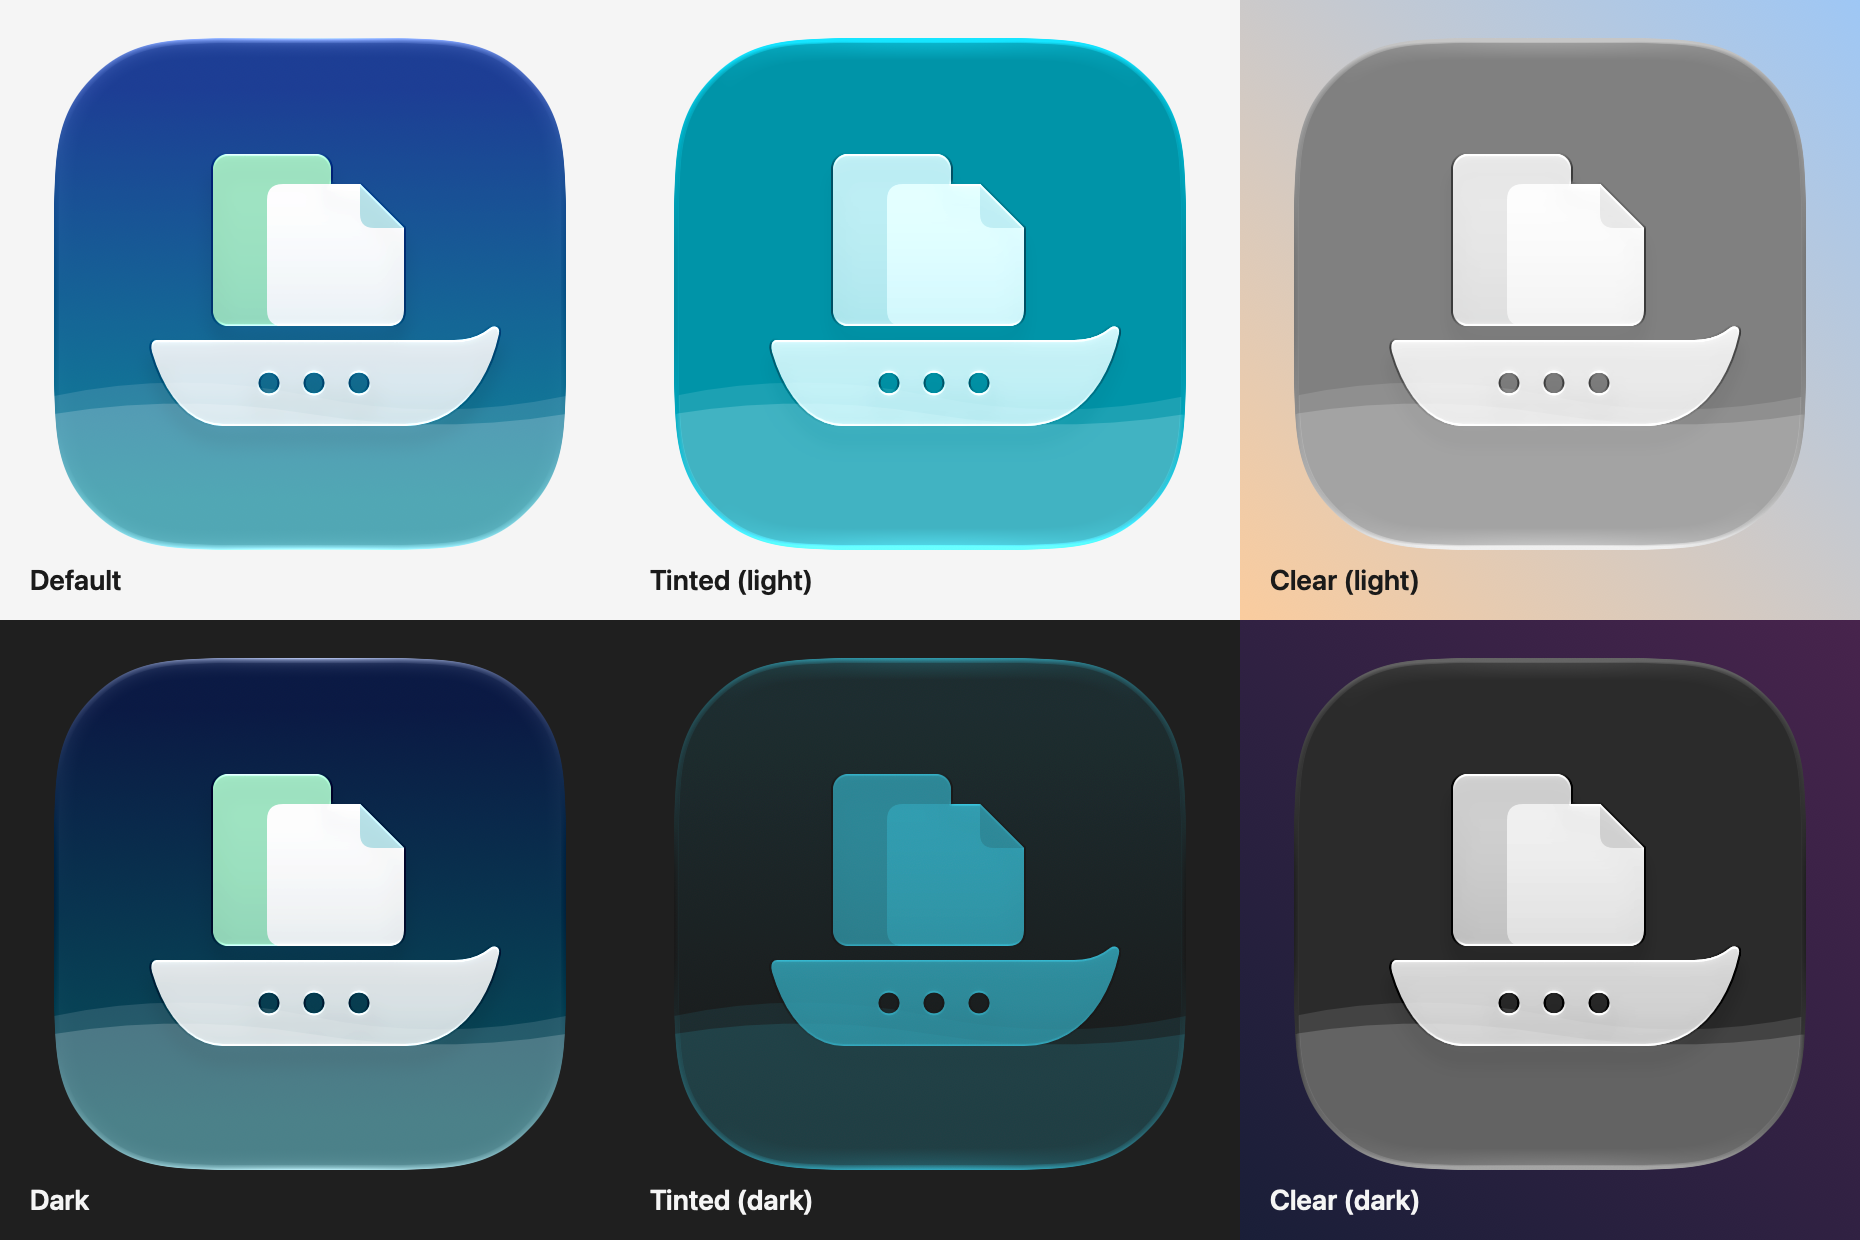 Default
Tinted (light)
Clear (light)
Dark
Tinted (dark)
Clear (dark)